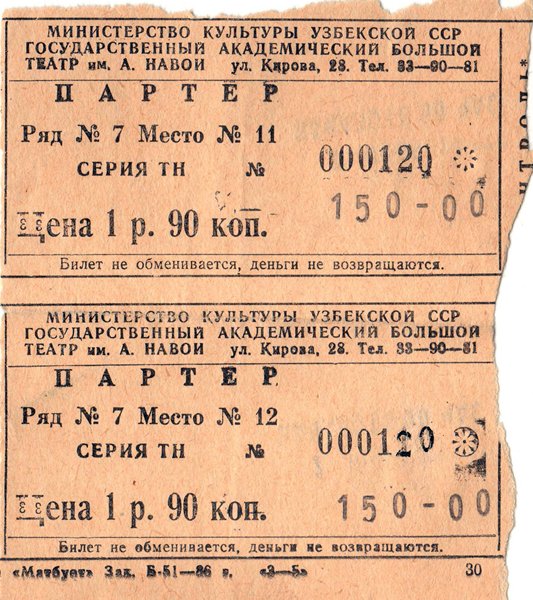 МИНИСТЕРСТВО КУЛЬТУРЫ УЗБЕКСКОЙ ССР
ГОСУДАРСТВЕННЫЙ АКАДЕМИЧЕСКИЙ БОЛЬШОЙ
ТЕАТР им. А. НАВОИ ул. Кирова, 28. Тел. 33—90—81
ПАРТЕР
Ряд № 7 Место № 11
СЕРИЯ ТН № 000120
150-00
Цена 1 р. 90 коп.
Билет не обменивается, деньги не возвращаются.
МИНИСТЕРСТВО КУЛЬТУРЫ УЗБЕКСКОЙ ССР
ГОСУДАРСТВЕННЫЙ АКАДЕМИЧЕСКИЙ БОЛЬШОЙ
ТЕАТР им. А. НАВОИ ул. Кирова, 28. Тел. 33—90—81
ПАРТЕР
Ряд № 7 Место № 12
СЕРИЯ ТН № 000120
Цена 1 р. 90 коп. 150-00
Билет не обменивается, деньги не возвращаются.
«Матбуот» Зак. Б-51—86 г. «3—5» 30